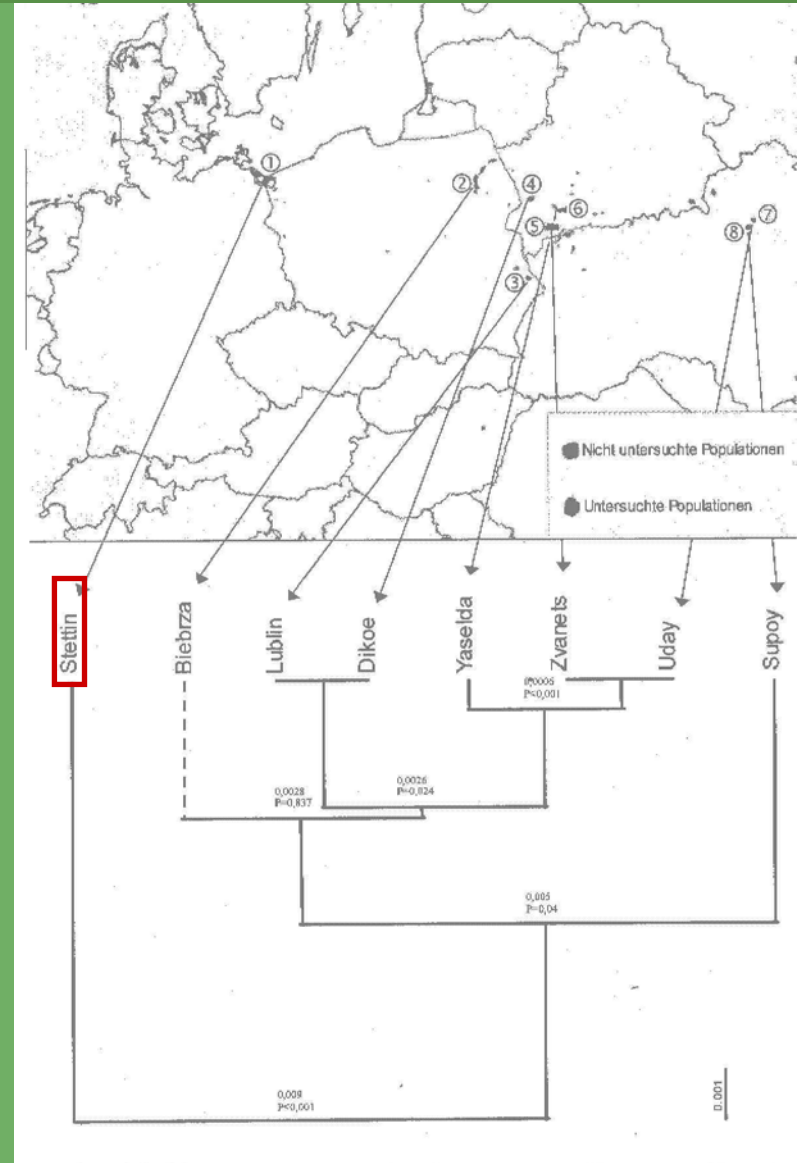 ①
②
④
⑥
⑤
⑦
⑧
③
Nicht untersuchte Populationen
Untersuchte Populationen
Stettin
Biebrza
Lublin
Dikoe
Yaselda
Zvanets
Uday
Supoy
0,0006
P<0,001
0,0028
P=0,837
0,0026
P=0,024
0,005
P=0,04
0,009
P<0,001
0.001